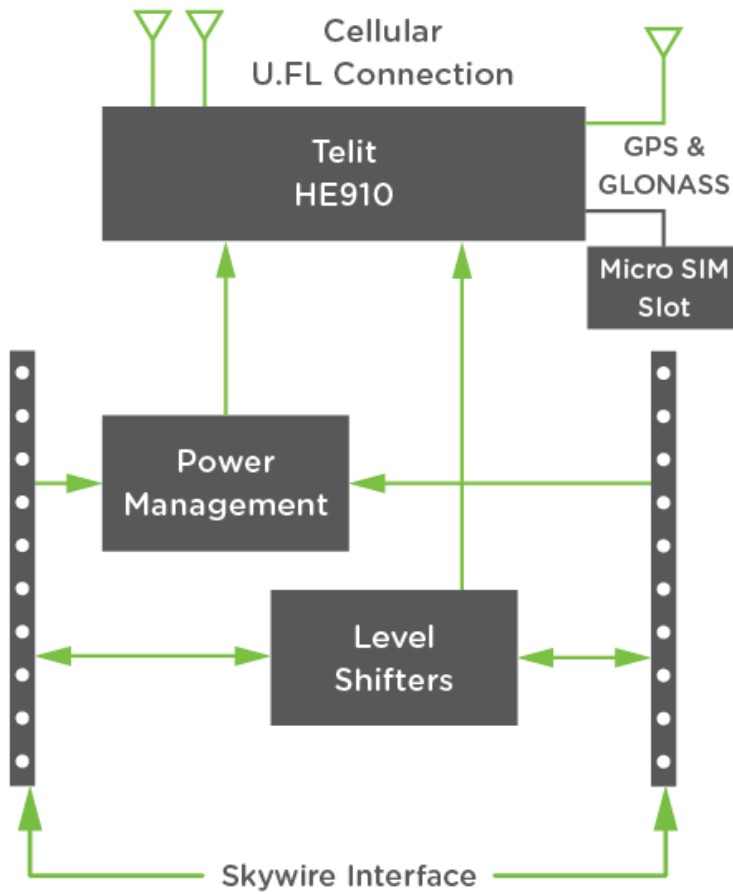 Cellular
U.FL Connection
Telit
HE910
GPS &
GLONASS
Micro SIM
Slot
Power
Management
Level
Shifters
Skywire Interface